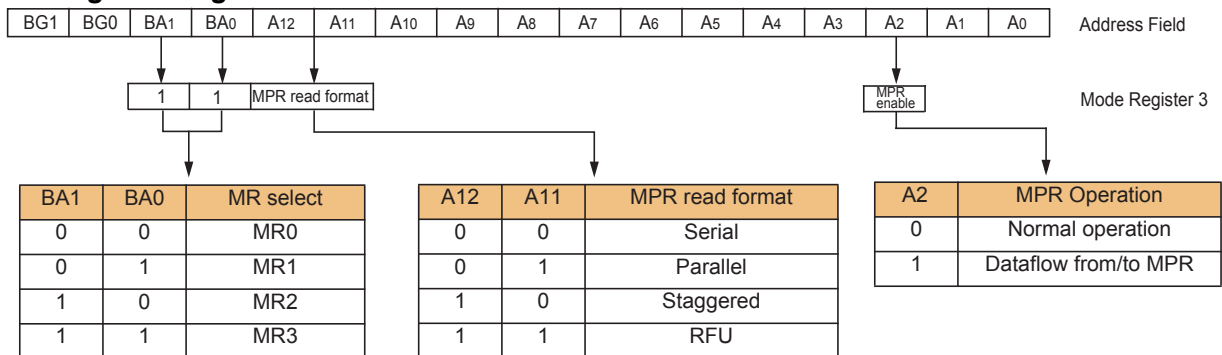 BG1 BG0 BA1 BA0 A12 A11 A10 A9 A8 A7 A6 A5 A4 A3 A2 A1 A0 Address Field
1 1 MPR read format MPR enable Mode Register 3
BA1 BA0 MR select
0 0 MR0
0 1 MR1
1 0 MR2
1 1 MR3
A12 A11 MPR read format
0 0 Serial
0 1 Parallel
1 0 Staggered
1 1 RFU
A2 MPR Operation
0 Normal operation
1 Dataflow from/to MPR